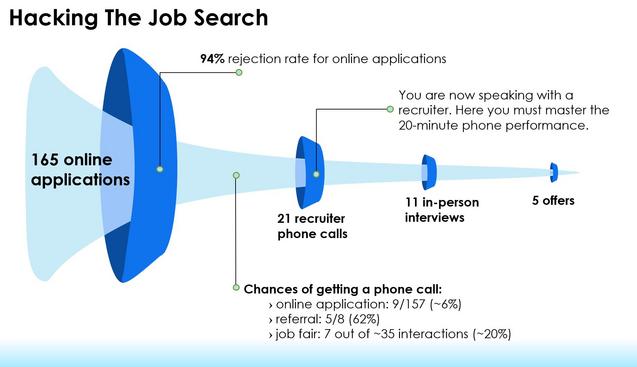 Hacking The Job Search
94% rejection rate for online applications
You are now speaking with a
recruiter. Here you must master the
20-minute phone performance.
165 online
applications
21 recruiter
phone calls
11 in-person
interviews
5 offers
Chances of getting a phone call:
› online application: 9/157 (~6%)
› referral: 5/8 (62%)
› job fair: 7 out of ~35 interactions (~20%)